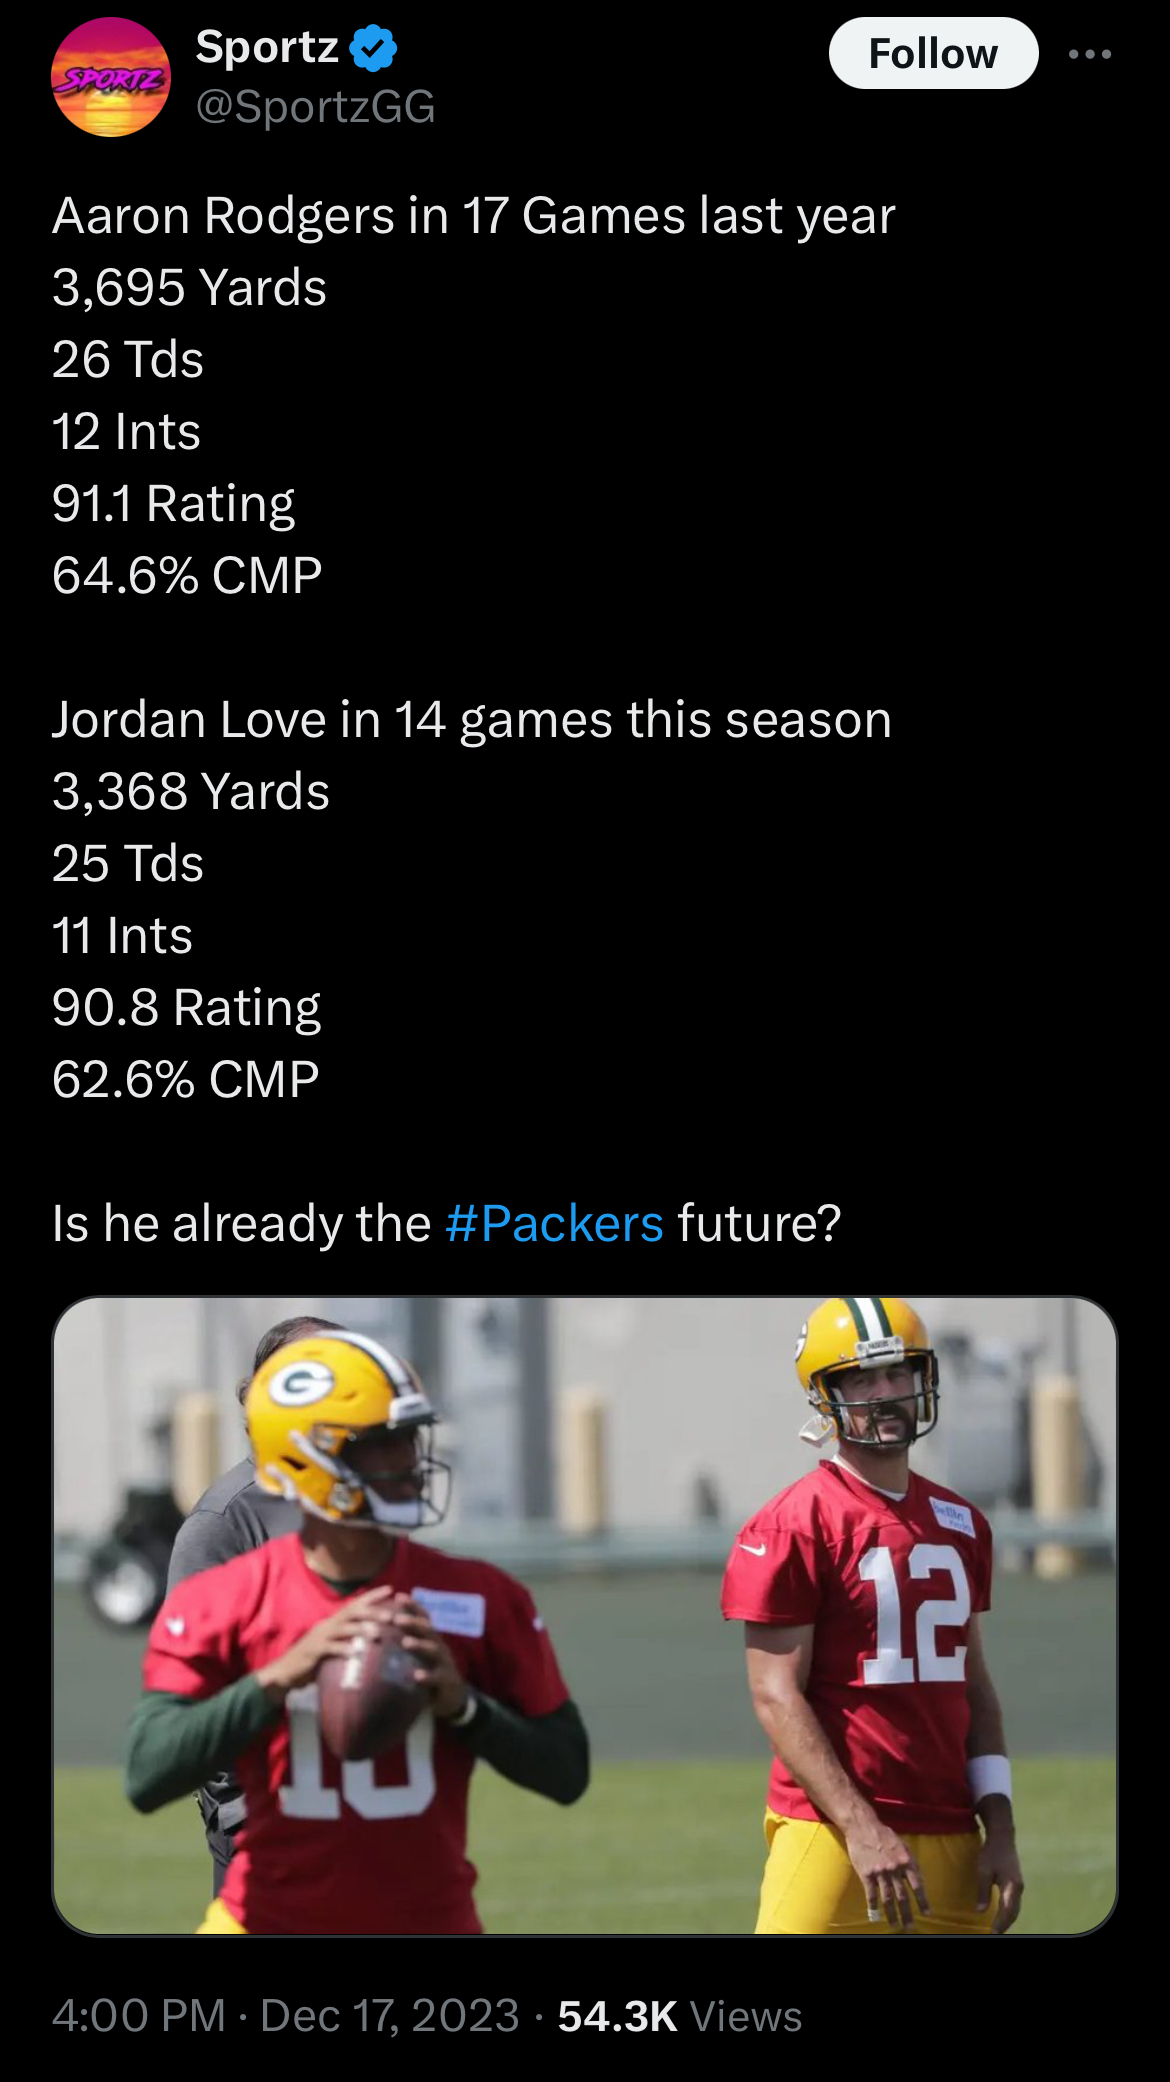 SPORTZ
Sportz
@SportzGG
Follow
Aaron Rodgers in 17 Games last year
3,695 Yards
26 Tds
12 Ints
91.1 Rating
64.6% CMP
Jordan Love in 14 games this season
3,368 Yards
25 Tds
11 Ints
90.8 Rating
62.6% CMP
Is he already the #Packers future?
G
10
12
4:00 PM · Dec 17, 2023 · 54.3K Views